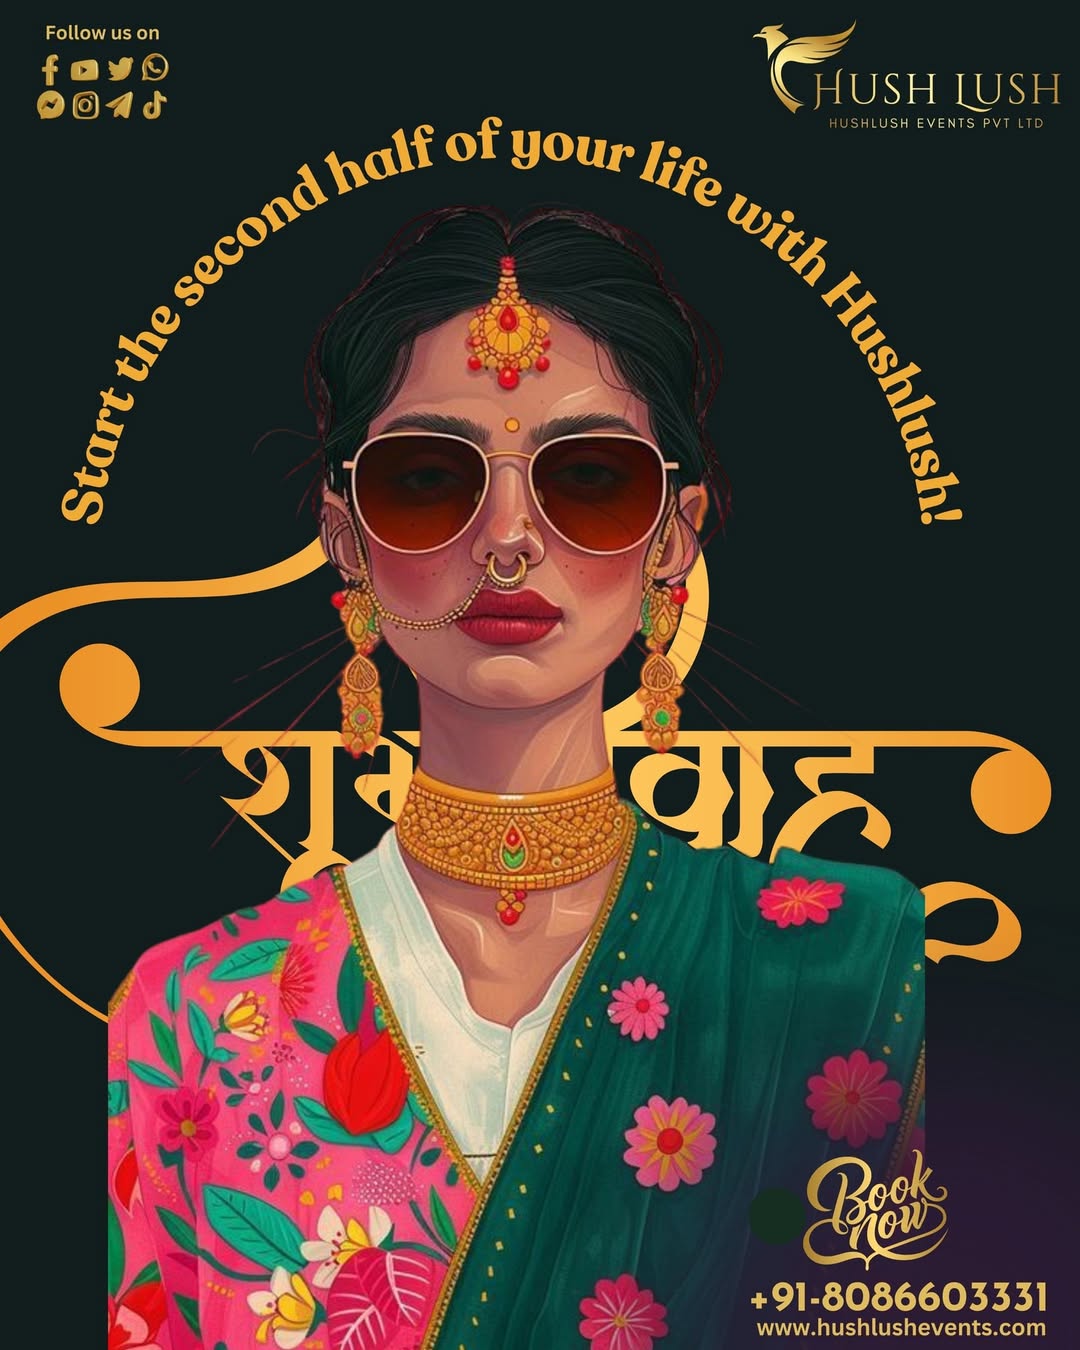 Follow us on
HUSH LUSH
HUSHLUSH EVENTS PVT LTD
Start the second half of your life with Hushlush!
Book
now
+91-8086603331
www.hushlushevents.com